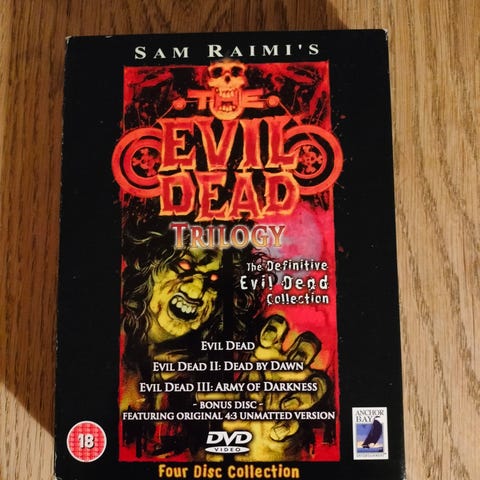 SAM RAIMI'S
THE
EVIL
DEAD
TRILOGY
The Definitive
Evil Dead
Collection
EVIL DEAD
EVIL DEAD II: DEAD BY DAWN
EVIL DEAD III: ARMY OF DARKNESS
- BONUS DISC -
FEATURING ORIGINAL 4:3 UNMATTED VERSION
18
DVD
VIDEO
ANCHOR
BAY
ENTERTAINMENT
Four Disc Collection